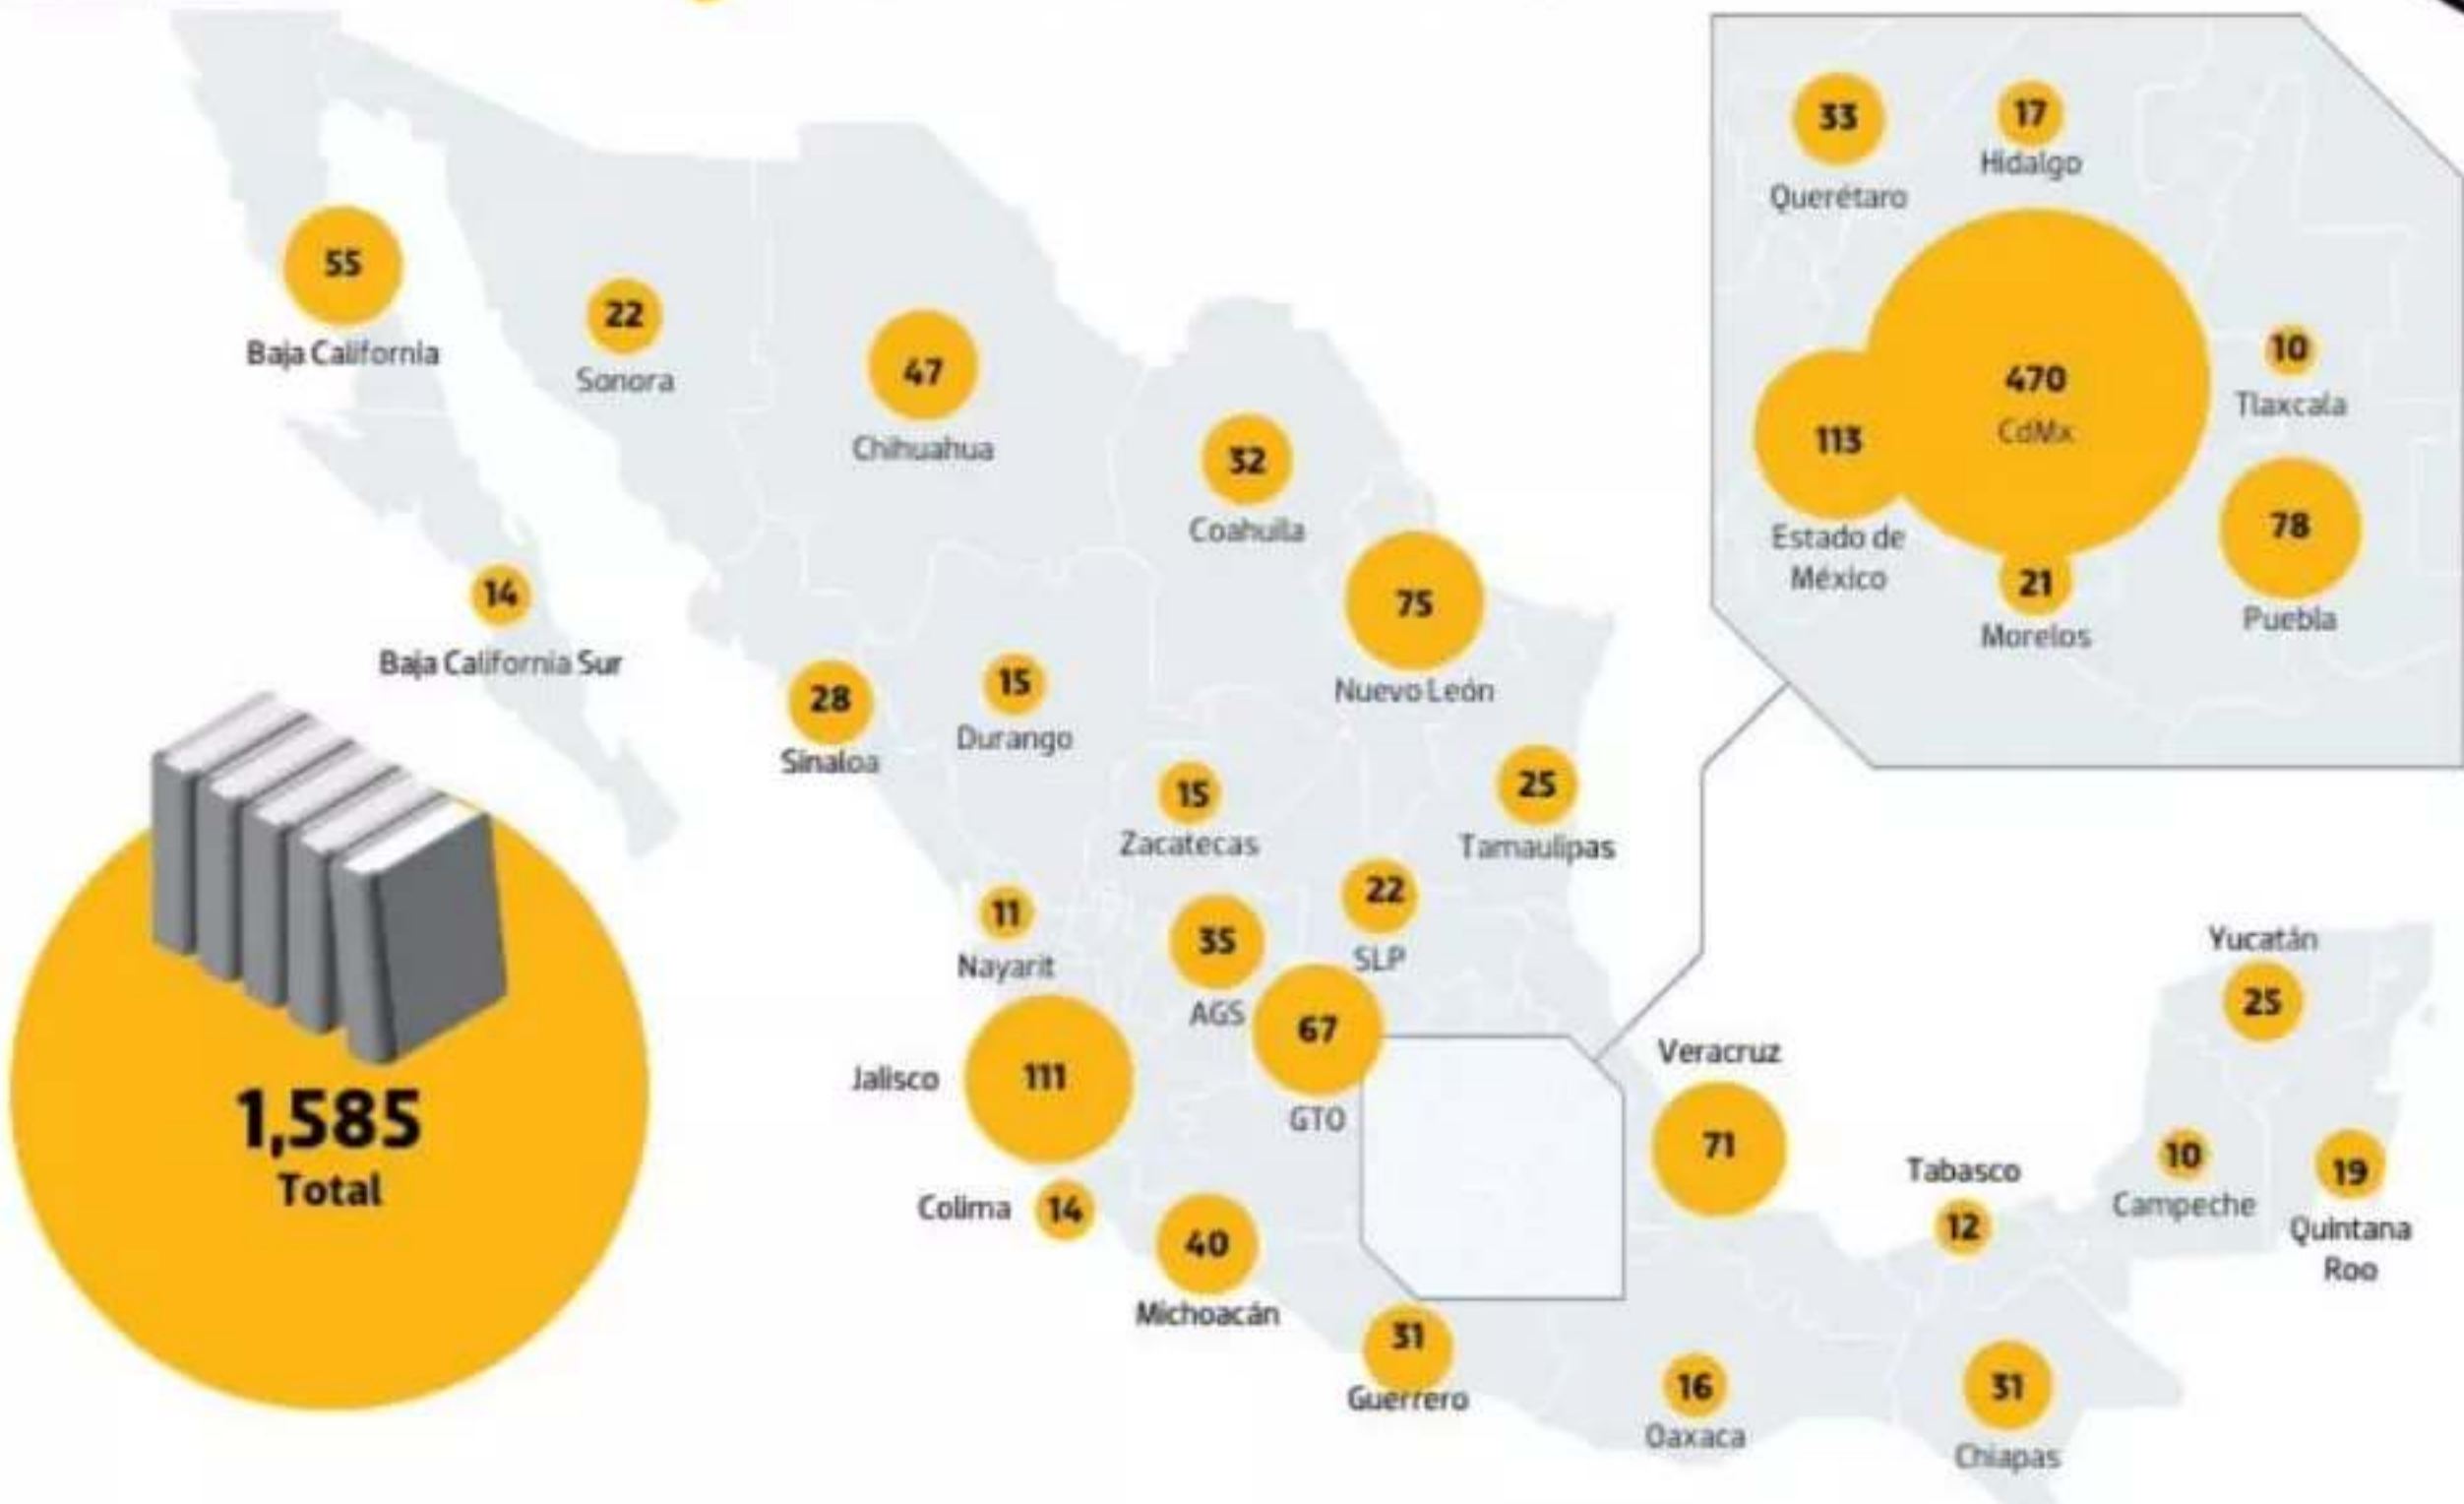 33
Querétaro
17
Hidalgo
470
CdMx
113
Estado de
México
21
Morelos
10
Tlaxcala
78
Puebla
55
Baja California
22
Sonora
47
Chihuahua
32
Coahuila
75
Nuevo León
14
Baja California Sur
28
Sinaloa
15
Durango
15
Zacatecas
25
Tamaulipas
11
Nayarit
35
AGS
22
SLP
67
GTO
Jalisco
111
Colima
14
40
Michoacán
31
Guerrero
Veracruz
71
16
Oaxaca
Tabasco
12
31
Chiapas
Yucatán
25
10
Campeche
19
Quintana
Roo
1,585
Total